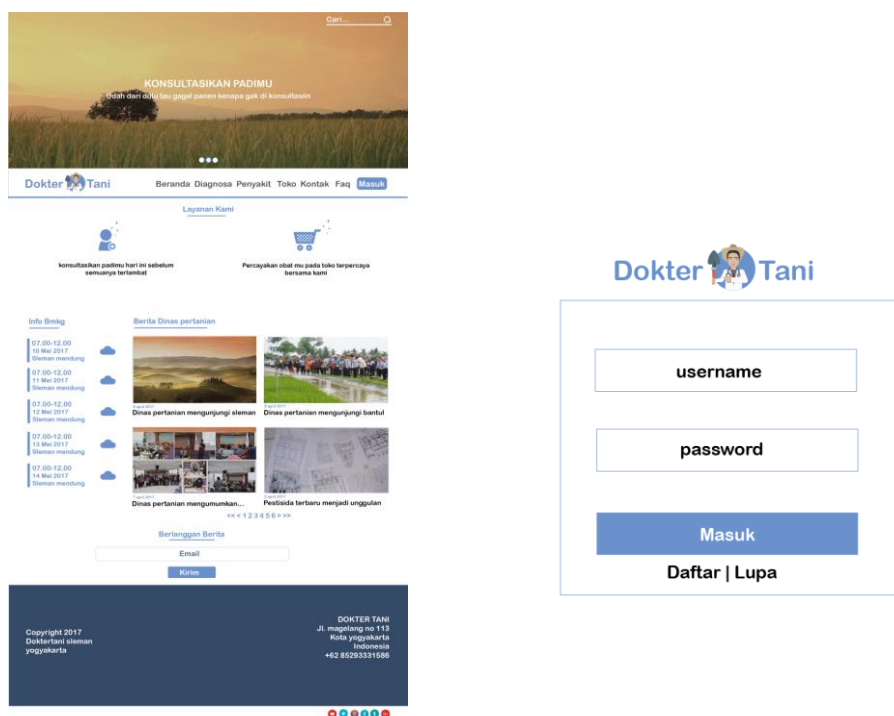 Cari...
KONSULTASIKAN PADIMU
Udah dari dulu tau gagal panen kenapa gak di konsultasiin
Dokter Tani
Beranda Diagnosa Penyakit Toko Kontak Faq Masuk
Layanan Kami
konsultasikan padimu hari ini sebelum
semuanya terlambat
Percayakan obat mu pada toko terpercaya
bersama kami
Info Bmkg
07.00-12.00
10 Mei 2017
Sleman mendung
07.00-12.00
11 Mei 2017
Sleman mendung
07.00-12.00
12 Mei 2017
Sleman mendung
07.00-12.00
13 Mei 2017
Sleman mendung
07.00-12.00
14 Mei 2017
Sleman mendung
Berita Dinas pertanian
Dinas pertanian mengunjungi sleman
Dinas pertanian mengunjungi bantul
Dinas pertanian mengumumkan...
Pestisida terbaru menjadi unggulan
<< < 1 2 3 4 5 6 > >>
Berlanggan Berita
Email
Kirim
Copyright 2017
Doktertani sleman
yogyakarta
DOKTER TANI
Jl. magelang no 113
Kota yogyakarta
Indonesia
+62 85293331586
Dokter Tani
username
password
Masuk
Daftar | Lupa